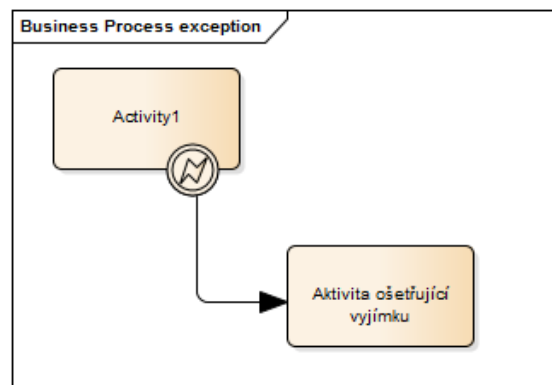 Business Process exception
Activity1
Aktivita ošetřující
vyjímku